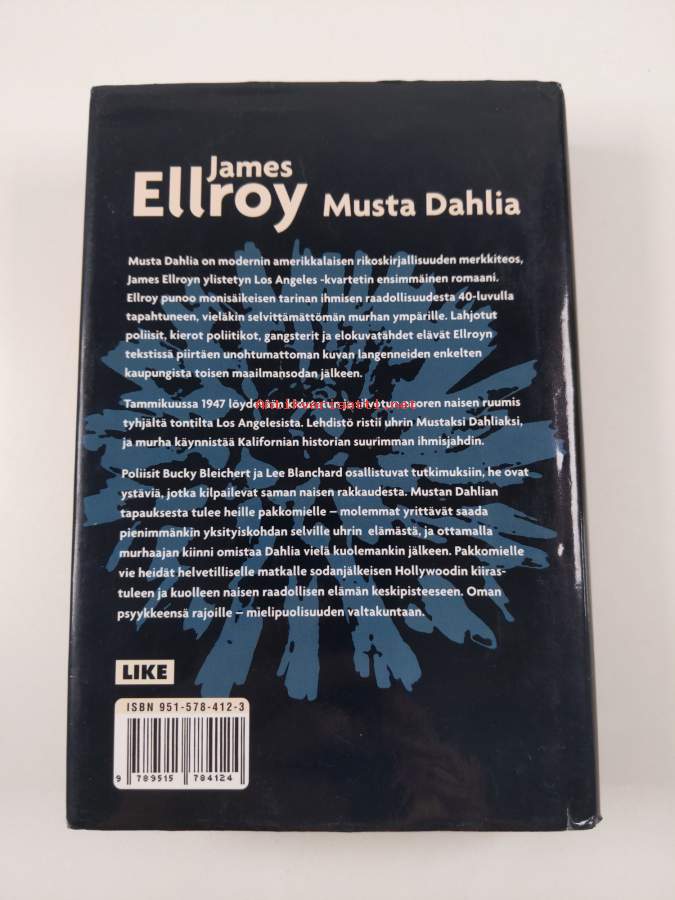 James
Ellroy Musta Dahlia
Musta Dahlia on modernin amerikkalaisen rikoskirjallisuuden merkkiteos,
James Ellroyn ylistetyn Los Angeles -kvartetin ensimmäinen romaani.
Ellroy punoo monisäikeisen tarinan ihmisen raadollisuudesta 40-luvulla
tapahtuneen, vieläkin selvittämättömän murhan ympärille. Lahjotut
poliisit, kierot poliitikot, gangsterit ja elokuvatähdet elävät Ellroyn
tekstissä piirtäen unohtumattoman kuvan langenneiden enkelten
kaupungista toisen maailmansodan jälkeen.
Tammikuussa 1947 löydetään nuoren naisen ruumis
tyhjältä tontilta Los Angelesista. Lehdistö ristii uhrin Mustaksi Dahliaksi,
ja murha käynnistää Kalifornian historian suurimman ihmisjahdin.
Poliisit Bucky Bleichert ja Lee Blanchard osallistuvat tutkimuksiin, he ovat
ystäviä, jotka kilpailevat saman naisen rakkaudesta. Mustan Dahlian
tapauksesta tulee heille pakkomielle – molemmat yrittävät saada
pienimmänkin yksityiskohdan selville uhrin elämästä, ja ottamalla
murhaajan kiinni omistaa Dahlia vielä kuolemankin jälkeen. Pakkomielle
vie heidät helvetilliselle matkalle sodanjälkeisen Hollywoodin kiiras-
tuleen ja kuolleen naisen raadollisen elämän keskipisteeseen. Oman
psyykkeensä rajoille – mielipuolisuuden valtakuntaan.
LIKE
ISBN 951-578-412-3
9 789515 784124